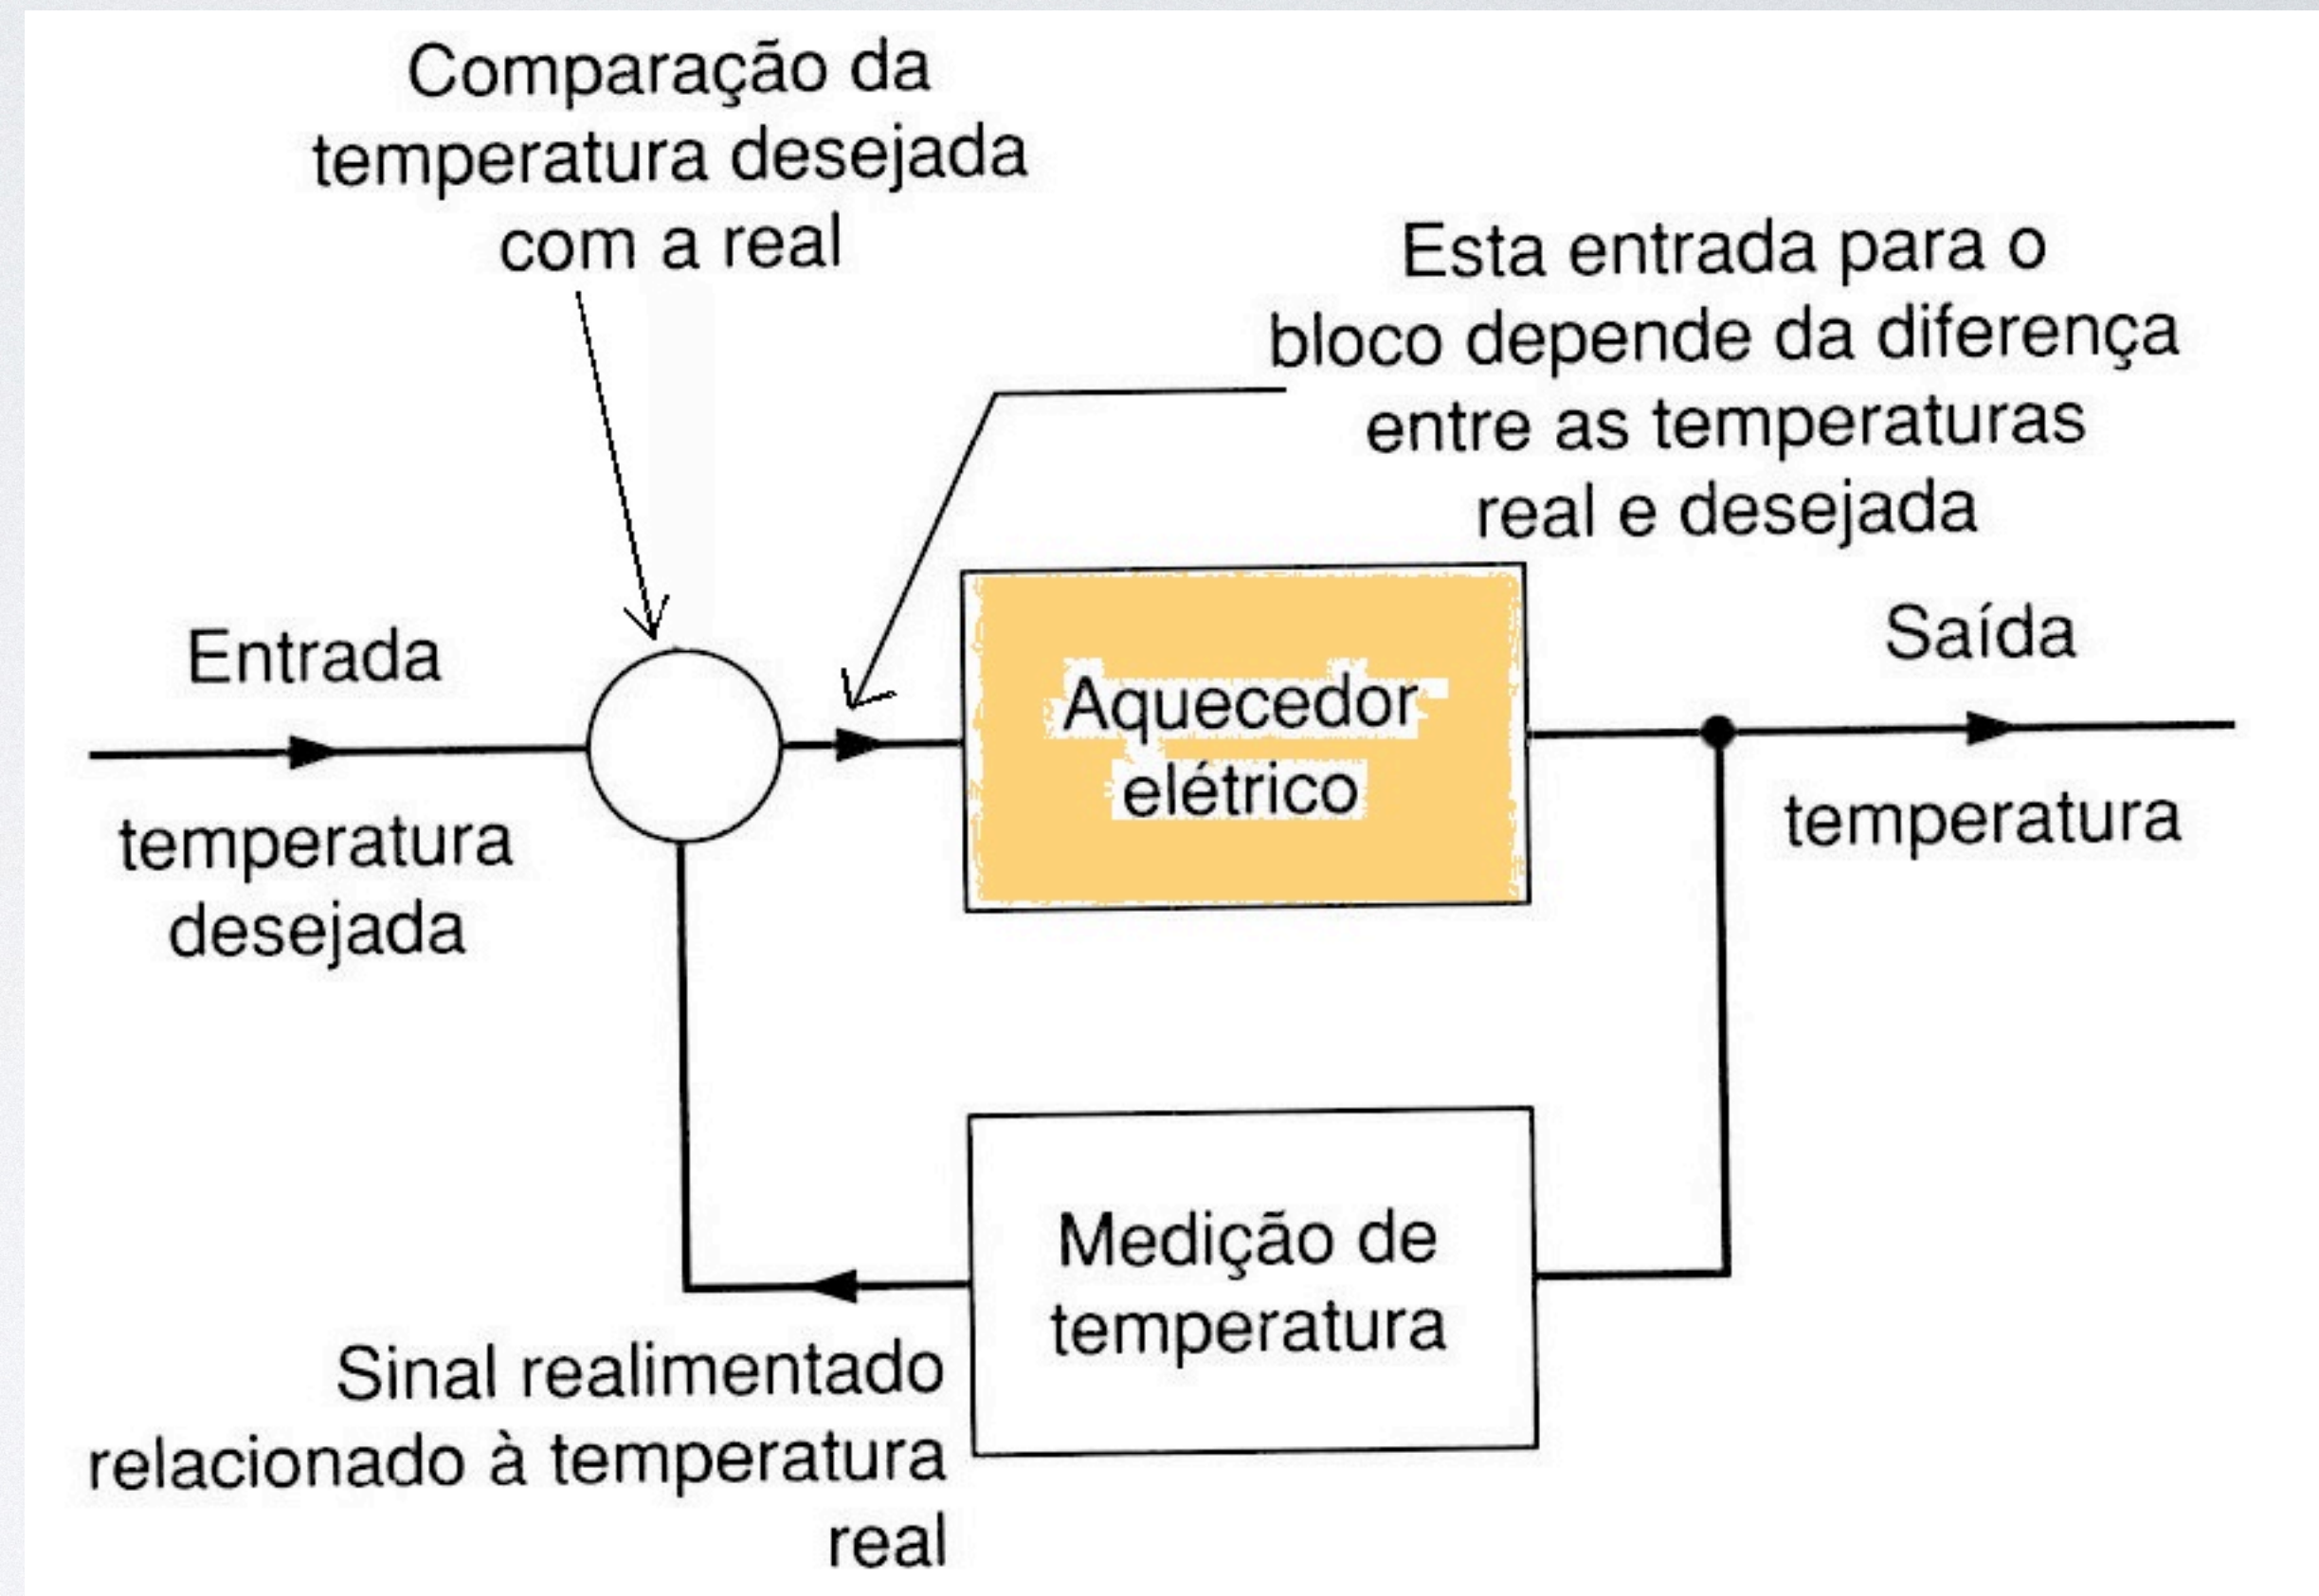 Comparação da
temperatura desejada
com a real
Esta entrada para o
bloco depende da diferença
entre as temperaturas
real e desejada
Entrada
temperatura
desejada
Aquecedor
elétrico
Saída
temperatura
Medição de
temperatura
Sinal realimentado
relacionado à temperatura
real